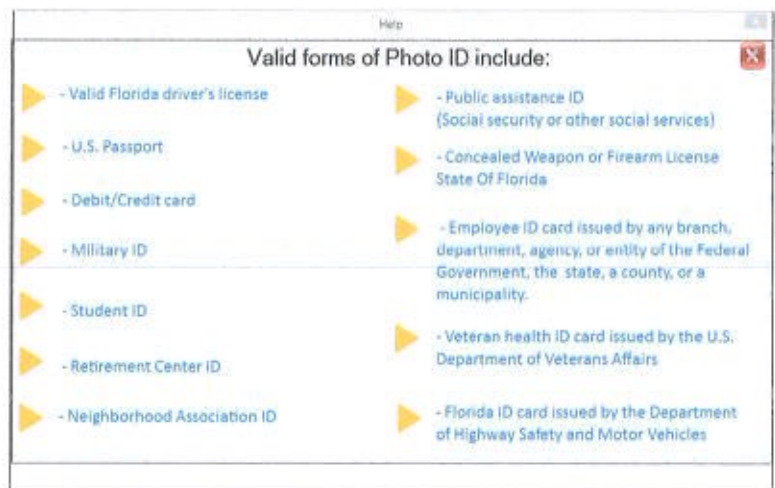 Help
Valid forms of Photo ID include:
- Valid Florida driver's license
- U.S. Passport
- Debit/Credit card
- Military ID
- Student ID
- Retirement Center ID
- Neighborhood Association ID
- Public assistance ID
(Social security or other social services)
- Concealed Weapon or Firearm License
State Of Florida
- Employee ID card issued by any branch,
department, agency, or entity of the Federal
Government, the state, a county, or a
municipality.
- Veteran health ID card issued by the U.S.
Department of Veterans Affairs
- Florida ID card issued by the Department
of Highway Safety and Motor Vehicles